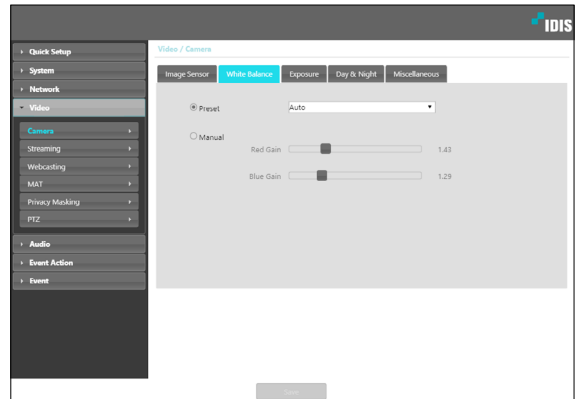 IDIS
Quick Setup
System
Network
Video
Camera
Streaming
Webcasting
MAT
Privacy Masking
PTZ
Audio
Event Action
Event
Video / Camera
Image Sensor White Balance Exposure Day & Night Miscellaneous
Preset Auto
Manual
Red Gain 1.43
Blue Gain 1.29
Save